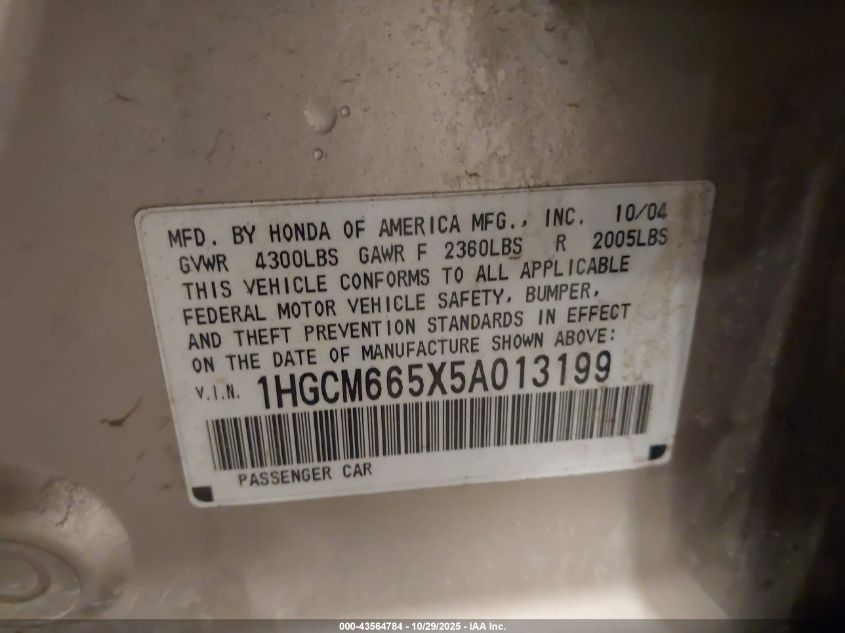 MFD. BY HONDA OF AMERICA MFG., INC. 10/04
GVWR 4300LBS GAWR F 2360LBS R 2005LBS
THIS VEHICLE CONFORMS TO ALL APPLICABLE
FEDERAL MOTOR VEHICLE SAFETY, BUMPER,
AND THEFT PREVENTION STANDARDS IN EFFECT
ON THE DATE OF MANUFACTURE SHOWN ABOVE:
V.I.N. 1HGCM665X5A013199
PASSENGER CAR
000-43564784 - 10/29/2025 - IAA Inc.